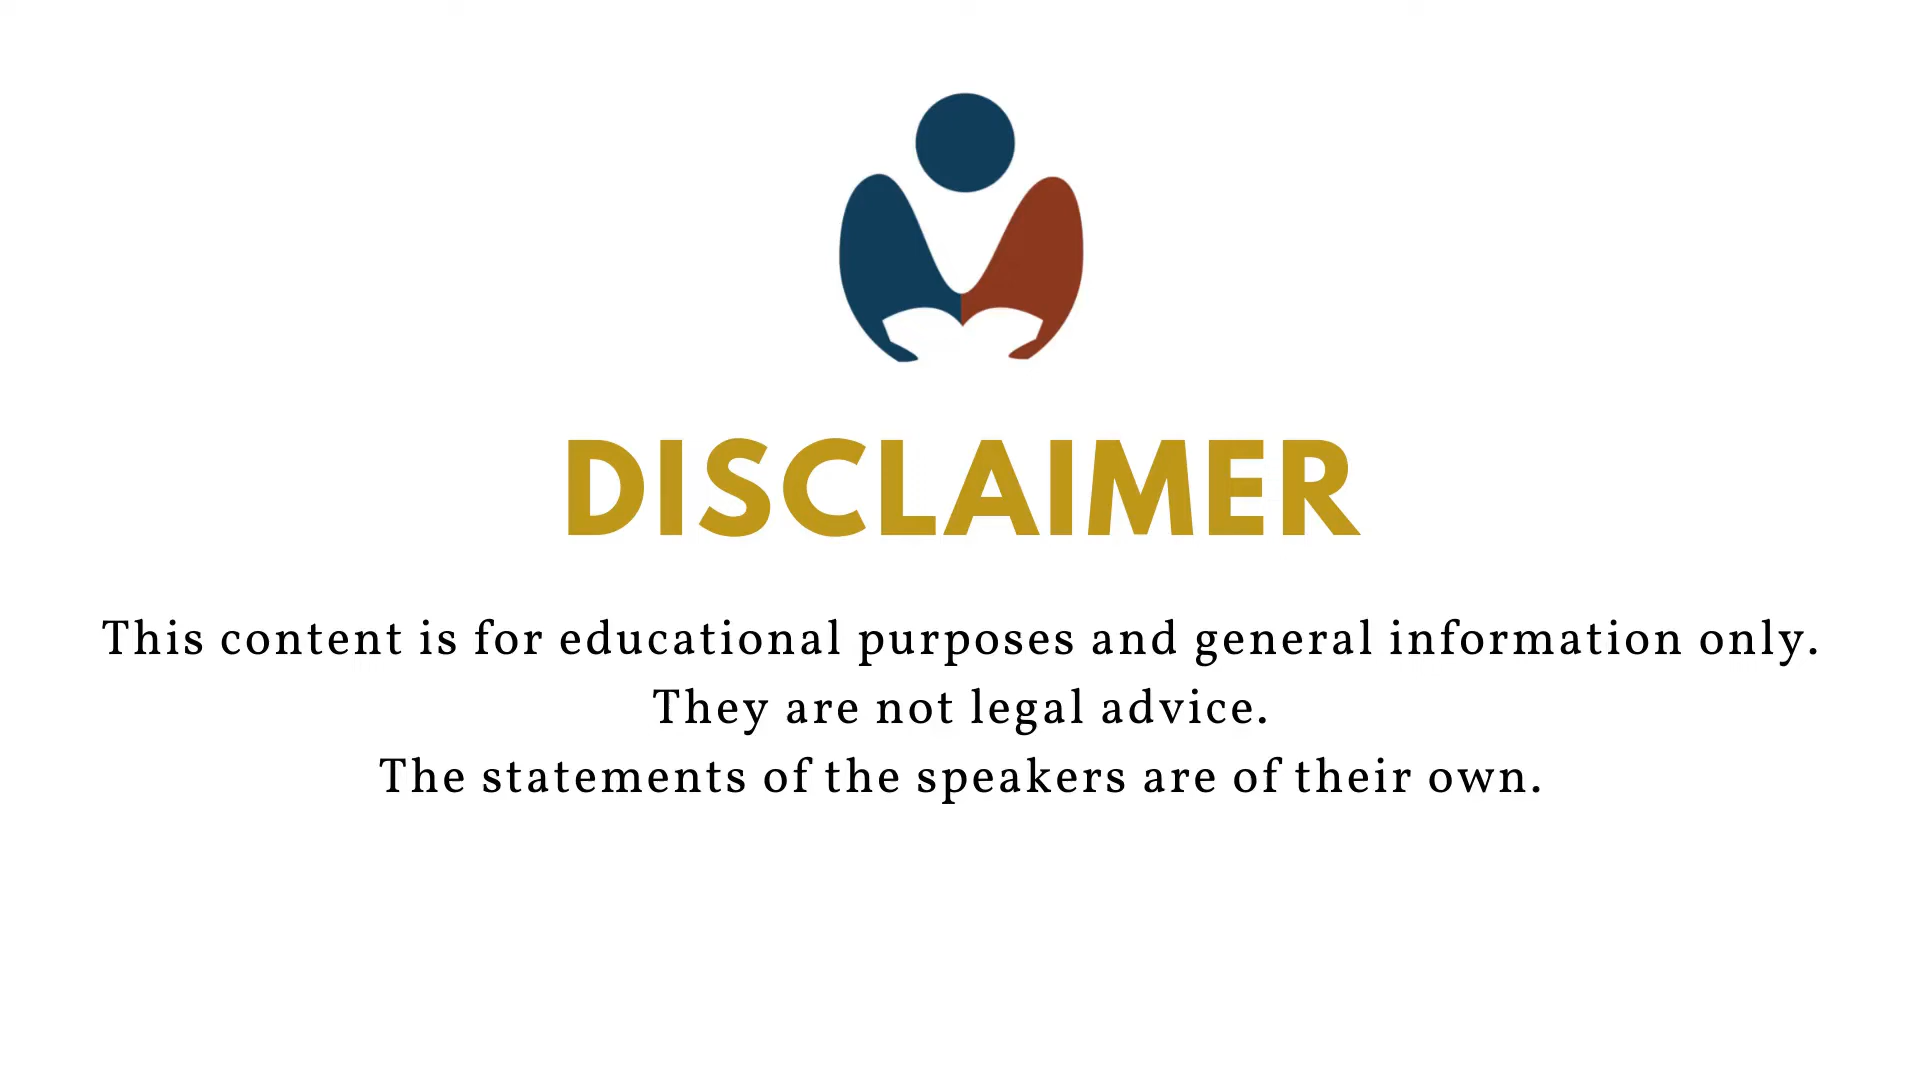 DISCLAIMER
This content is for educational purposes and general information only.
They are not legal advice.
The statements of the speakers are of their own.